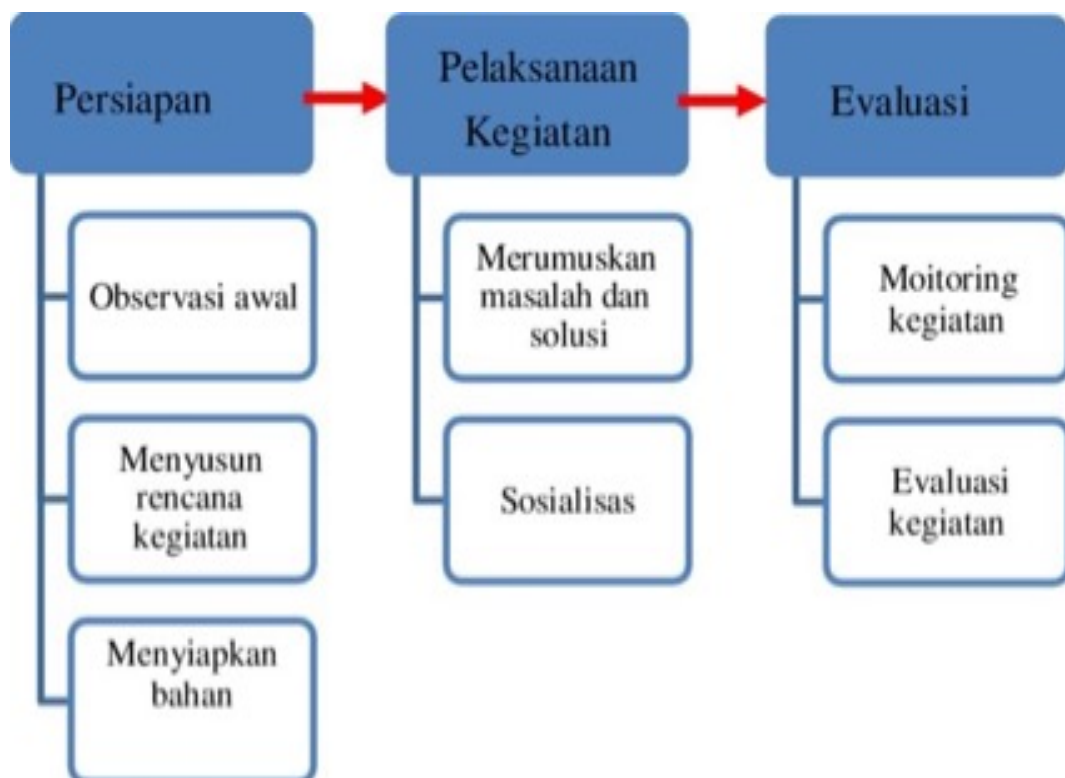 Persiapan
Observasi awal
Menyusun
rencana
kegiatan
Menyiapkan
bahan
Pelaksanaan
Kegiatan
Merumuskan
masalah dan
solusi
Sosialisas
Evaluasi
Moitoring
kegiatan
Evaluasi
kegiatan